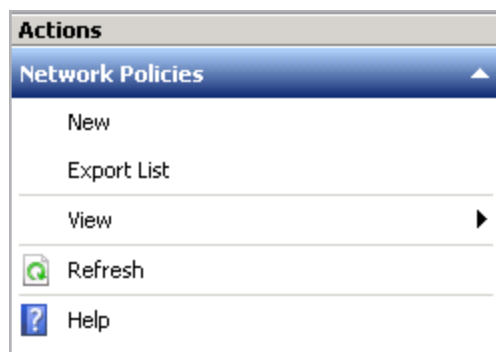 Actions
Network Policies
New
Export List
View
Refresh
Help